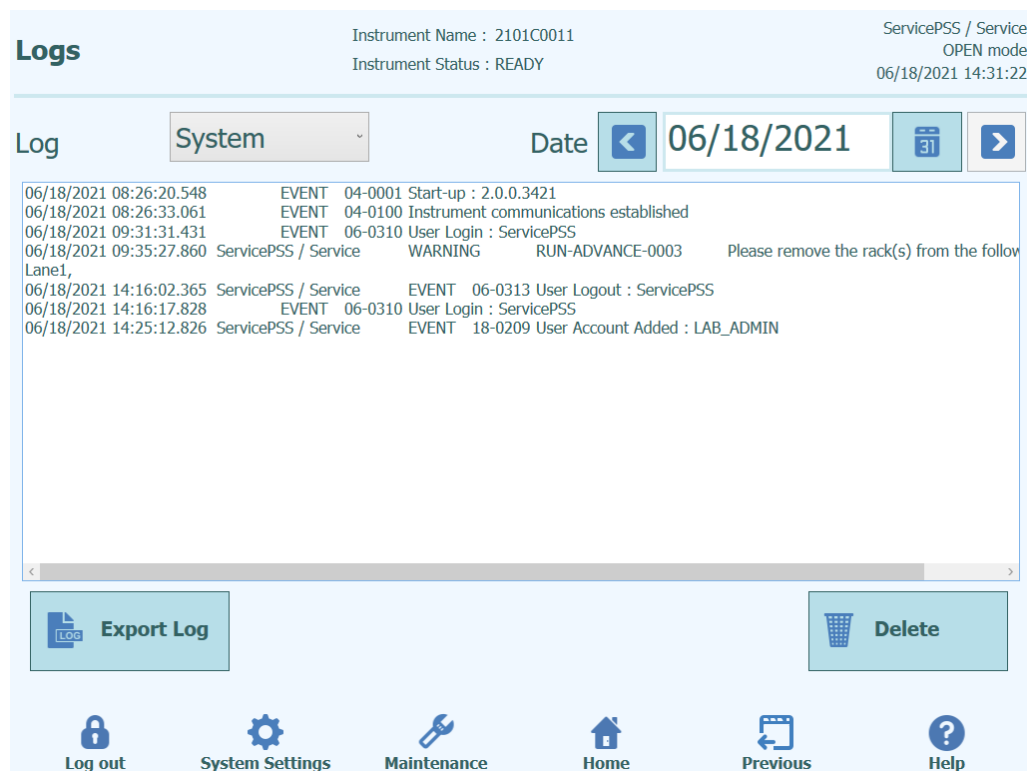 Logs
Instrument Name : 2101C0011
Instrument Status : READY
ServicePSS / Service
OPEN mode
06/18/2021 14:31:22
Log
System
Date
06/18/2021
31
06/18/2021 08:26:20.548 EVENT 04-0001 Start-up : 2.0.0.3421
06/18/2021 08:26:33.061 EVENT 04-0100 Instrument communications established
06/18/2021 09:31:31.431 EVENT 06-0310 User Login : ServicePSS
06/18/2021 09:35:27.860 ServicePSS / Service WARNING RUN-ADVANCE-0003 Please remove the rack(s) from the follow
Lane1,
06/18/2021 14:16:02.365 ServicePSS / Service EVENT 06-0313 User Logout : ServicePSS
06/18/2021 14:16:17.828 EVENT 06-0310 User Login : ServicePSS
06/18/2021 14:25:12.826 ServicePSS / Service EVENT 18-0209 User Account Added : LAB_ADMIN
LOG
Export Log
Delete
Log out
System Settings
Maintenance
Home
Previous
Help